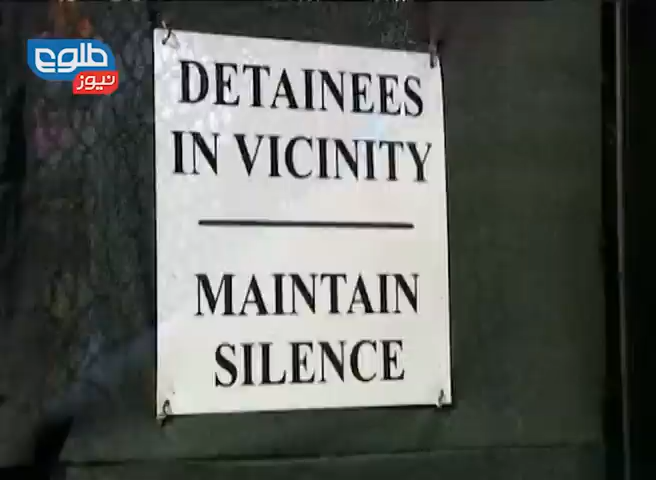 طلوع
نیوز
DETAINEES
IN VICINITY
MAINTAIN
SILENCE